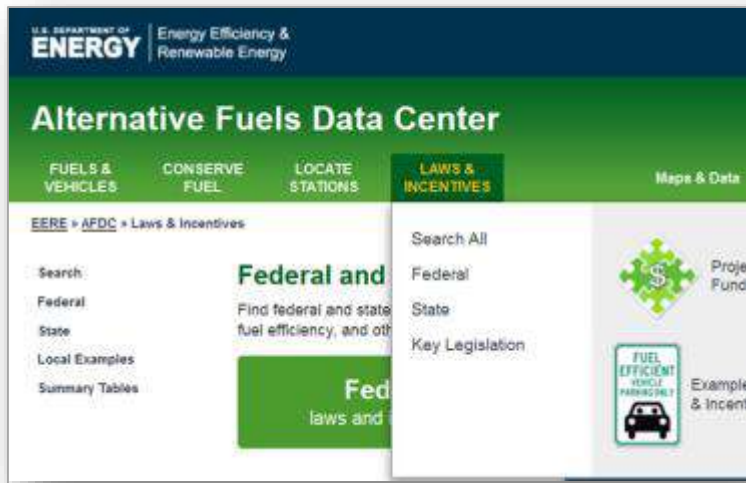 U.S. DEPARTMENT OF
ENERGY
Energy Efficiency &
Renewable Energy
Alternative Fuels Data Center
FUELS &
VEHICLES
CONSERVE
FUEL
LOCATE
STATIONS
LAWS &
INCENTIVES
Maps & Data
EERE » AFDC » Laws & Incentives
Search
Federal
State
Local Examples
Summary Tables
Federal and
Find federal and state
fuel efficiency, and oth
Fed
laws and
Search All
Federal
State
Key Legislation
$
Proje
Fund
FUEL
EFFICIENT
VEHICLE
PARKING ONLY
Example
& Incent